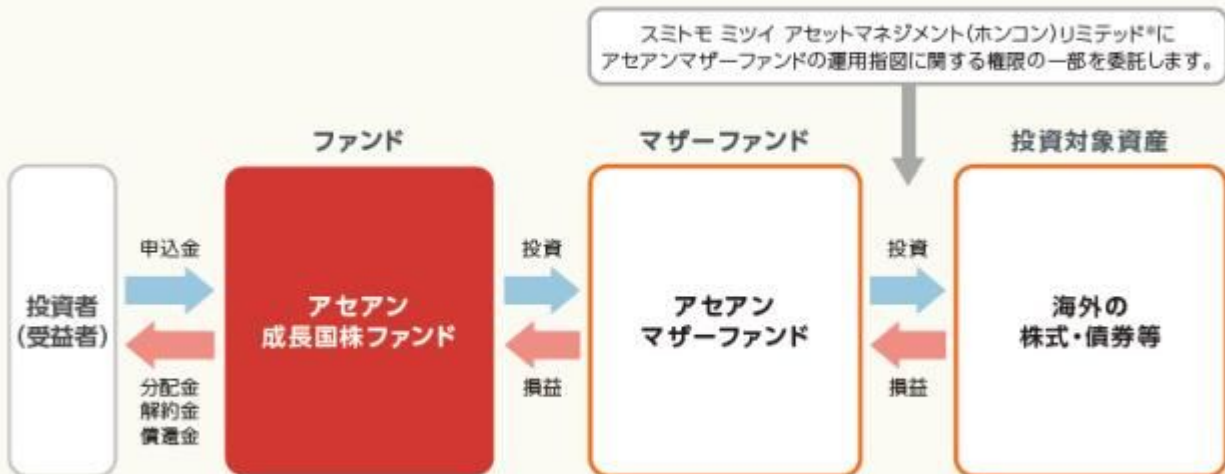 スミトモ ミツイ アセットマネジメント(ホンコン)リミテッド*に
アセアンマザーファンドの運用指図に関する権限の一部を委託します。
ファンド
マザーファンド
投資対象資産
投資者
(受益者)
申込金
分配金
解約金
償還金
アセアン
成長国株ファンド
投資
損益
アセアン
マザーファンド
投資
損益
海外の
株式・債券等